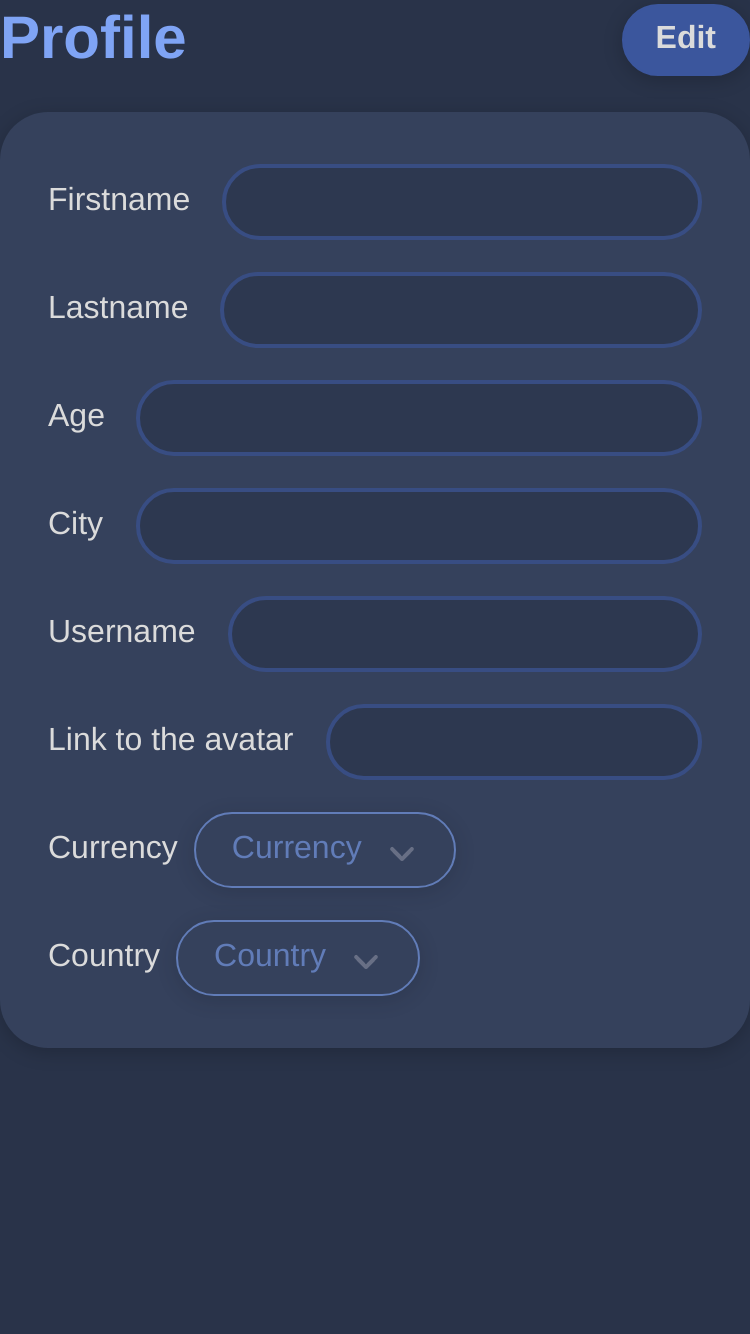 Profile
Edit
Firstname
Lastname
Age
City
Username
Link to the avatar
Currency Currency
Country Country